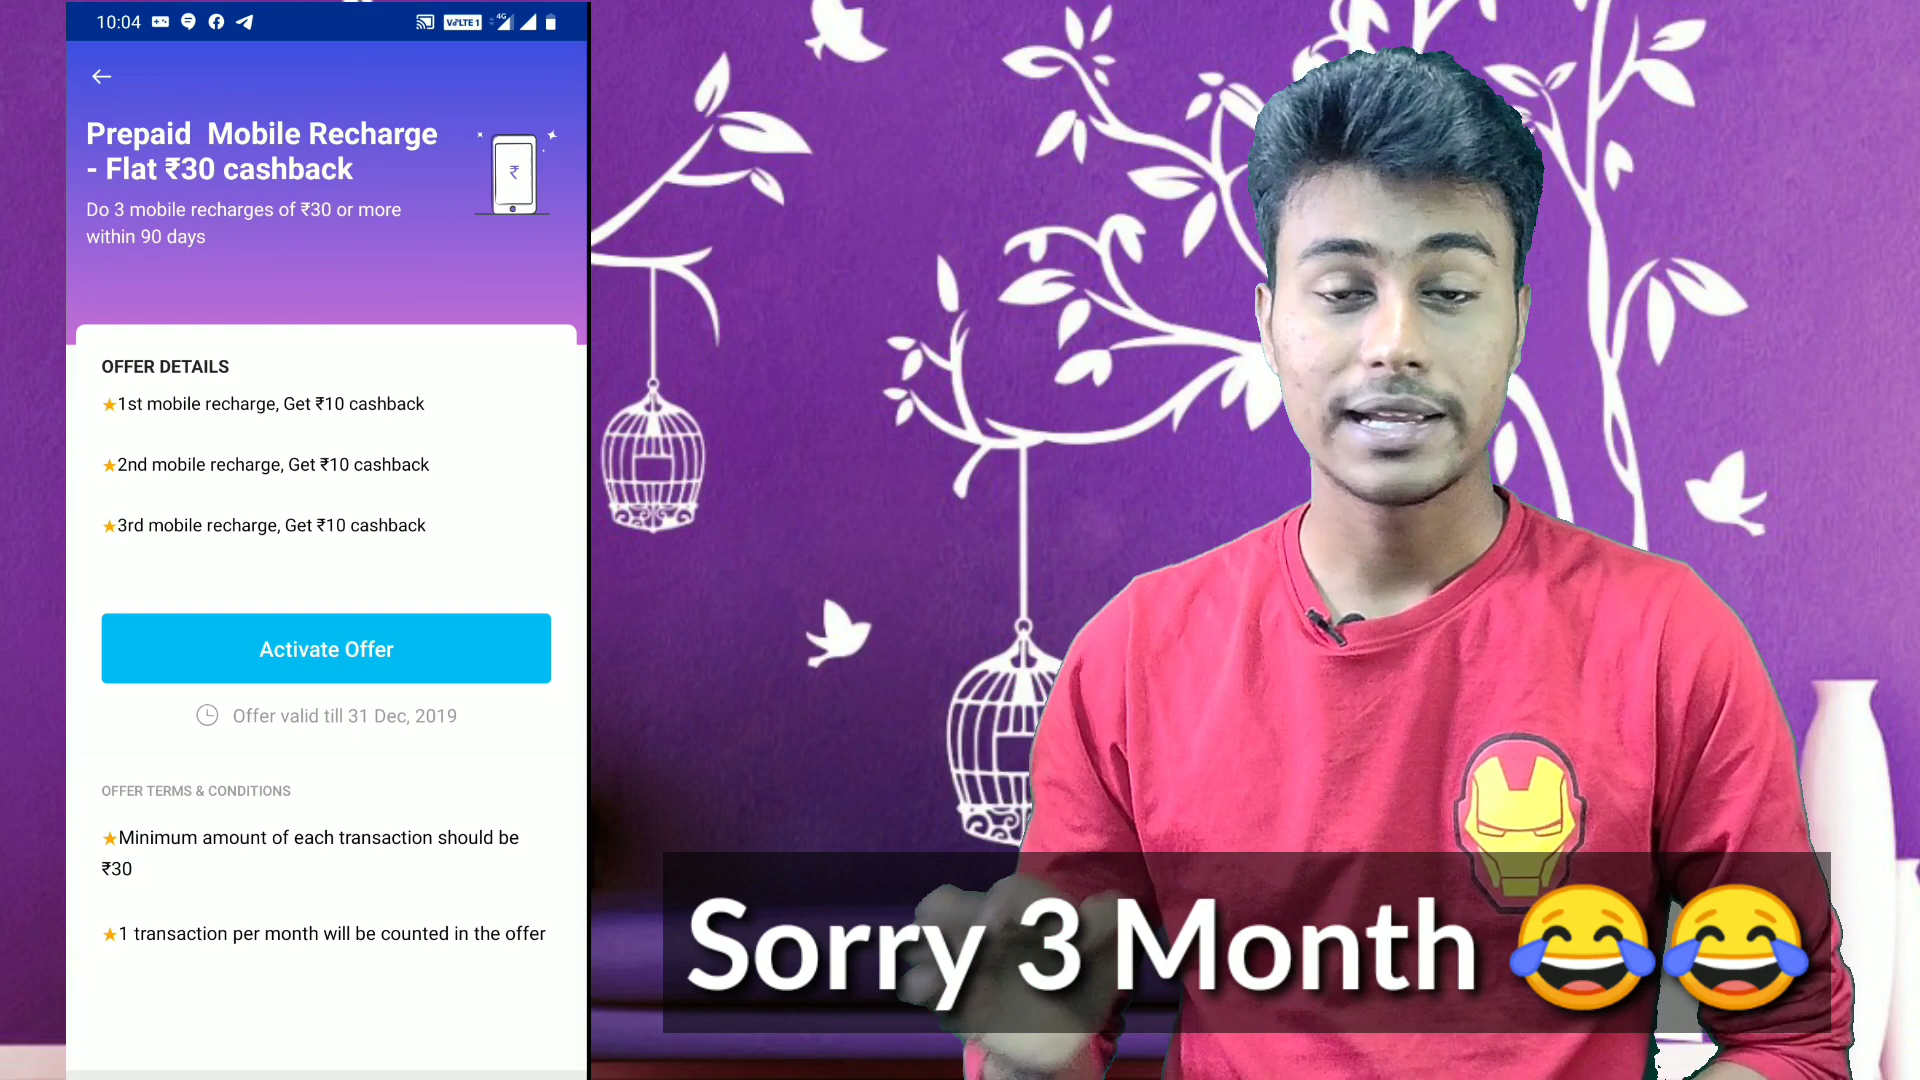 10:04
VoLTE 1
4G
Prepaid Mobile Recharge
- Flat ₹30 cashback
Do 3 mobile recharges of ₹30 or more
within 90 days
₹
OFFER DETAILS
★1st mobile recharge, Get ₹10 cashback
★2nd mobile recharge, Get ₹10 cashback
★3rd mobile recharge, Get ₹10 cashback
Activate Offer
Offer valid till 31 Dec, 2019
OFFER TERMS & CONDITIONS
★Minimum amount of each transaction should be
₹30
★1 transaction per month will be counted in the offer
Sorry 3 Month 😂😂